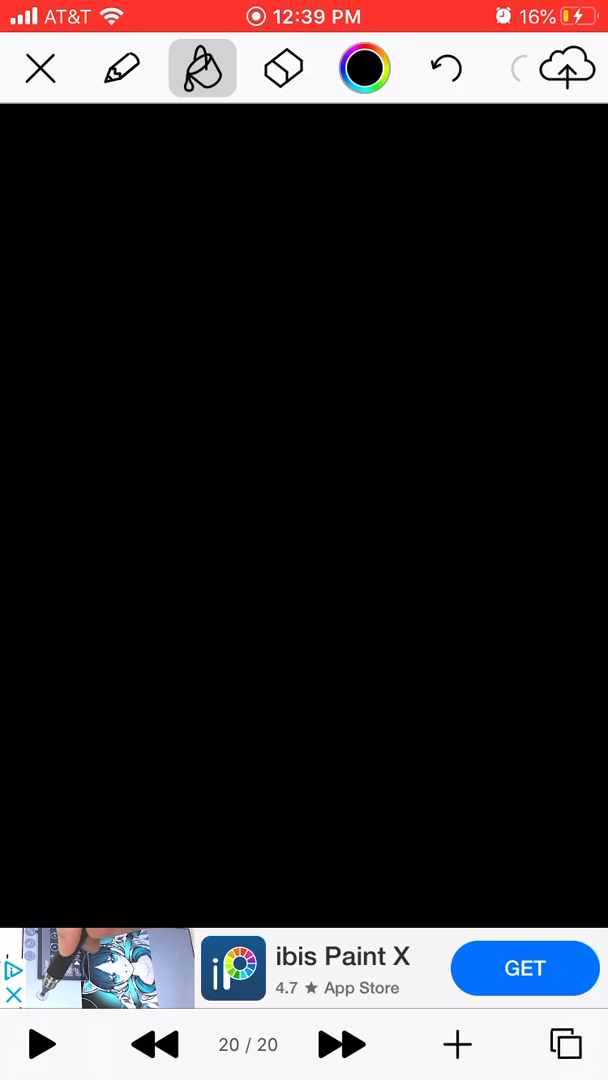 AT&T 12:39 PM 16%
ibis Paint X
4.7 ★ App Store
GET
20 / 20